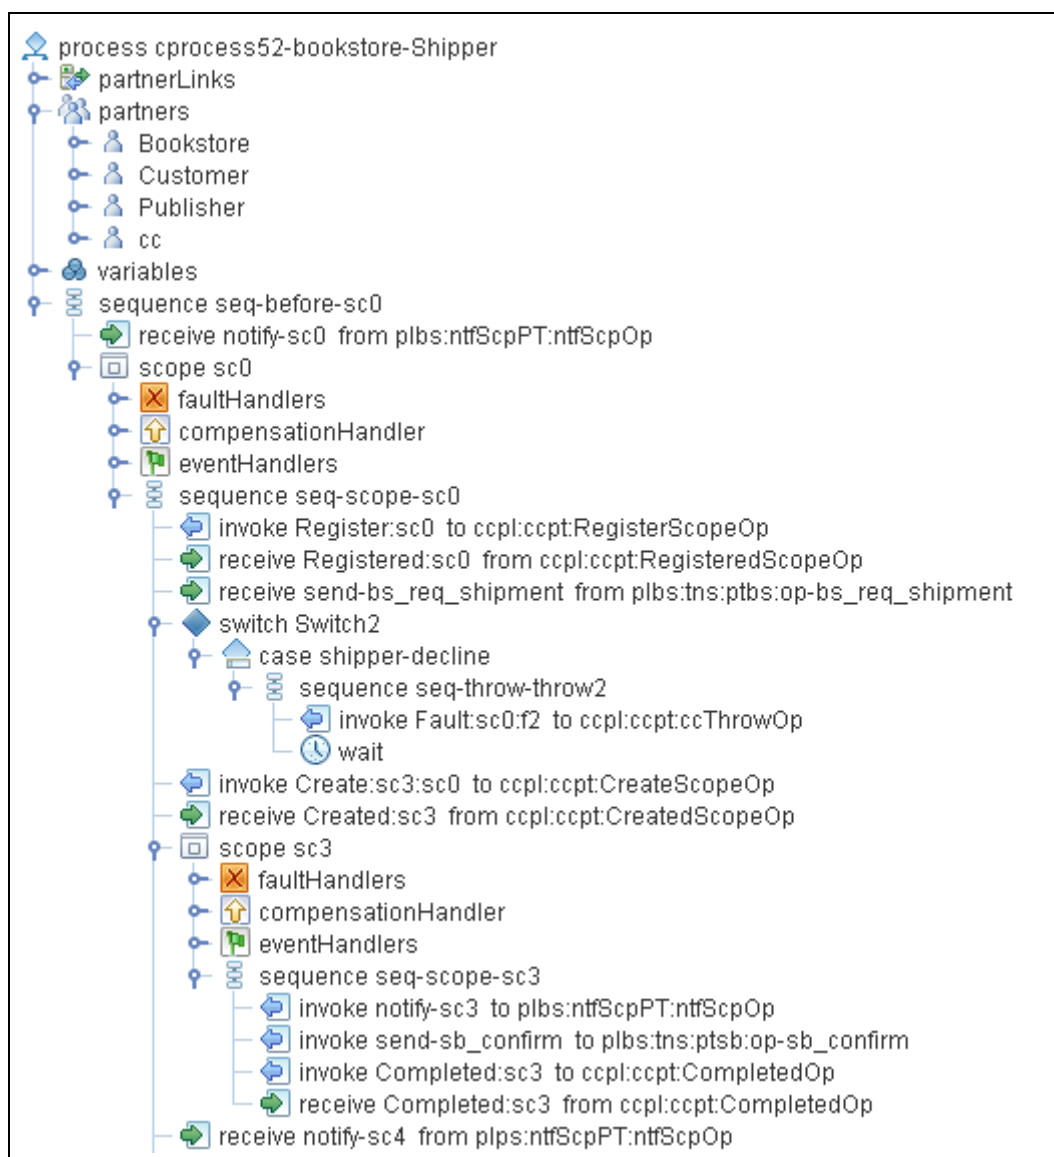 process cprocess52-bookstore-Shipper
partnerLinks
partners
Bookstore
Customer
Publisher
cc
variables
sequence seq-before-sc0
receive notify-sc0 from plbs:ntfScpPT:ntfScpOp
scope sc0
faultHandlers
compensationHandler
eventHandlers
sequence seq-scope-sc0
invoke Register:sc0 to ccpl:ccpt:RegisterScopeOp
receive Registered:sc0 from ccpl:ccpt:RegisteredScopeOp
receive send-bs_req_shipment from plbs:tns:ptbs:op-bs_req_shipment
switch Switch2
case shipper-decline
sequence seq-throw-throw2
invoke Fault:sc0:f2 to ccpl:ccpt:ccThrowOp
wait
invoke Create:sc3:sc0 to ccpl:ccpt:CreateScopeOp
receive Created:sc3 from ccpl:ccpt:CreatedScopeOp
scope sc3
faultHandlers
compensationHandler
eventHandlers
sequence seq-scope-sc3
invoke notify-sc3 to plbs:ntfScpPT:ntfScpOp
invoke send-sb_confirm to plbs:tns:ptsb:op-sb_confirm
invoke Completed:sc3 to ccpl:ccpt:CompletedOp
receive Completed:sc3 from ccpl:ccpt:CompletedOp
receive notify-sc4 from plps:ntfScpPT:ntfScpOp